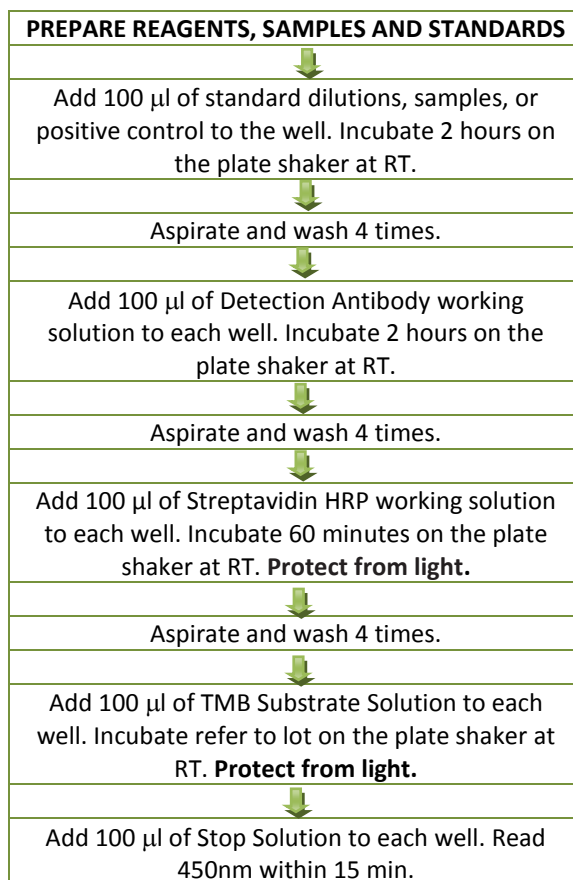 PREPARE REAGENTS, SAMPLES AND STANDARDS
Add 100 μl of standard dilutions, samples, or
positive control to the well. Incubate 2 hours on
the plate shaker at RT.
Aspirate and wash 4 times.
Add 100 μl of Detection Antibody working
solution to each well. Incubate 2 hours on the
plate shaker at RT.
Aspirate and wash 4 times.
Add 100 µl of Streptavidin HRP working solution
to each well. Incubate 60 minutes on the plate
shaker at RT. Protect from light.
Aspirate and wash 4 times.
Add 100 μl of TMB Substrate Solution to each
well. Incubate refer to lot on the plate shaker at
RT. Protect from light.
Add 100 μl of Stop Solution to each well. Read
450nm within 15 min.